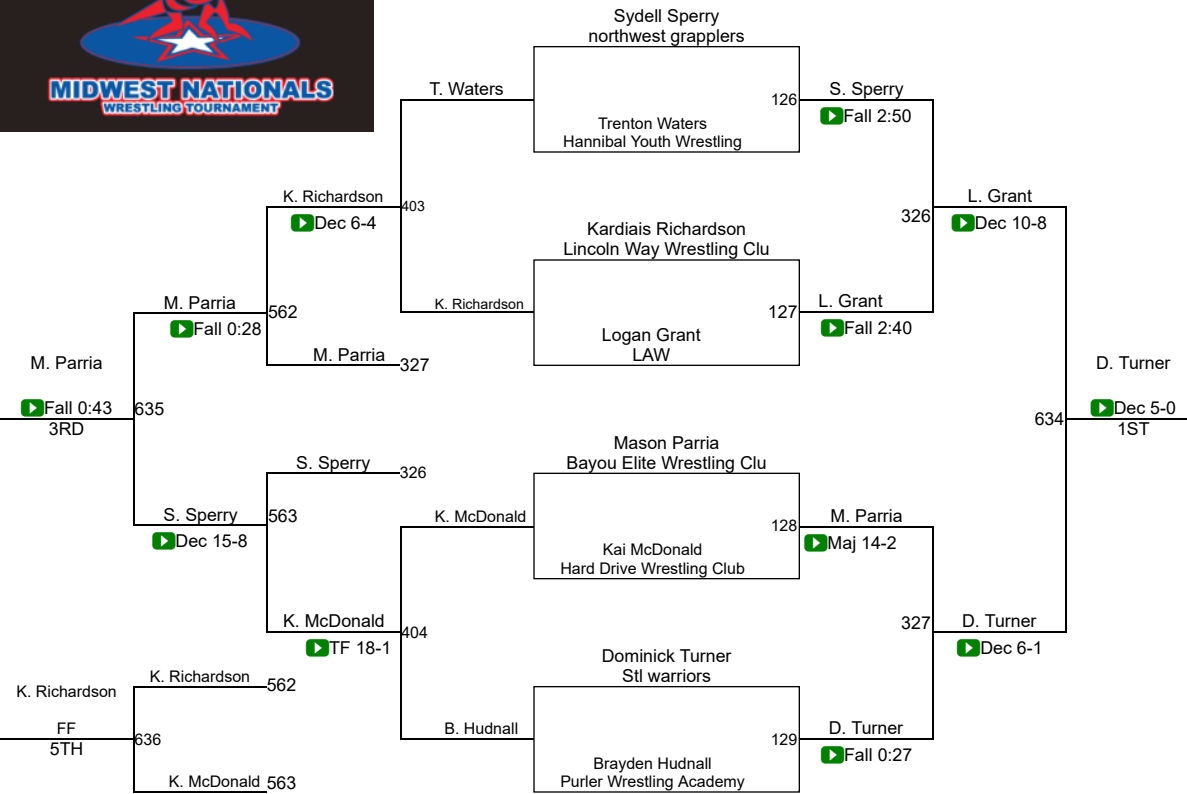 MIDWEST NATIONALS
WRESTLING TOURNAMENT
Sydell Sperry
northwest grapplers
T. Waters
126
S. Sperry
Fall 2:50
Trenton Waters
Hannibal Youth Wrestling
K. Richardson
403
Dec 6-4
326
L. Grant
Dec 10-8
Kardiais Richardson
Lincoln Way Wrestling Clu
M. Parria
562
Fall 0:28
K. Richardson
127
L. Grant
Fall 2:40
Logan Grant
LAW
M. Parria
327
M. Parria
Fall 0:43
3RD
635
D. Turner
634
Dec 5-0
1ST
Mason Parria
Bayou Elite Wrestling Clu
S. Sperry
326
S. Sperry
563
Dec 15-8
K. McDonald
128
M. Parria
Maj 14-2
Kai McDonald
Hard Drive Wrestling Club
K. McDonald
404
TF 18-1
327
D. Turner
Dec 6-1
Dominick Turner
Stl warriors
K. Richardson
K. Richardson
562
FF
5TH
636
B. Hudnall
129
D. Turner
Fall 0:27
Brayden Hudnall
Purler Wrestling Academy
K. McDonald
563